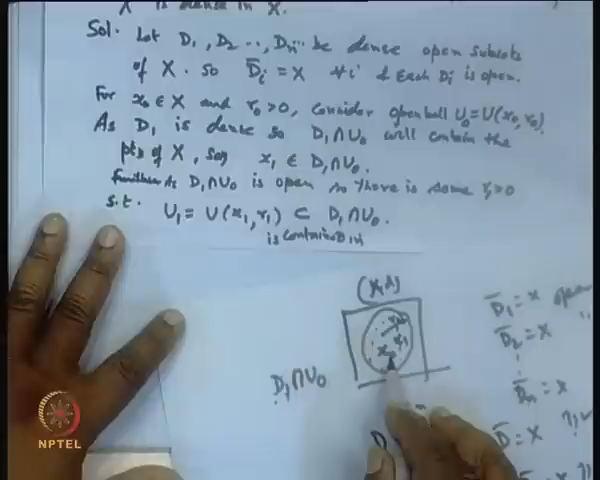 X is dense in X.
Sol. Let D1, D2 .., Dn.. be dense open subsets
of X. So D̄i = X ∀i & Each Di is open.
For x0 ∈ X and r0 > 0, consider open ball U0 = U(x0, r0)
As D1 is dense so D1 ∩ U0 will contain the
pts of X, say x1 ∈ D1 ∩ U0.
Further As D1 ∩ U0 is open so there is some r1 > 0
s.t. U1 = U(x1, r1) ⊂ D1 ∩ U0.
is contained in
(X, d)
x1
D1 ∩ U0
D̄1 = X open
D̄2 = X
D̄n = X
D̄ = X
D
NPTEL